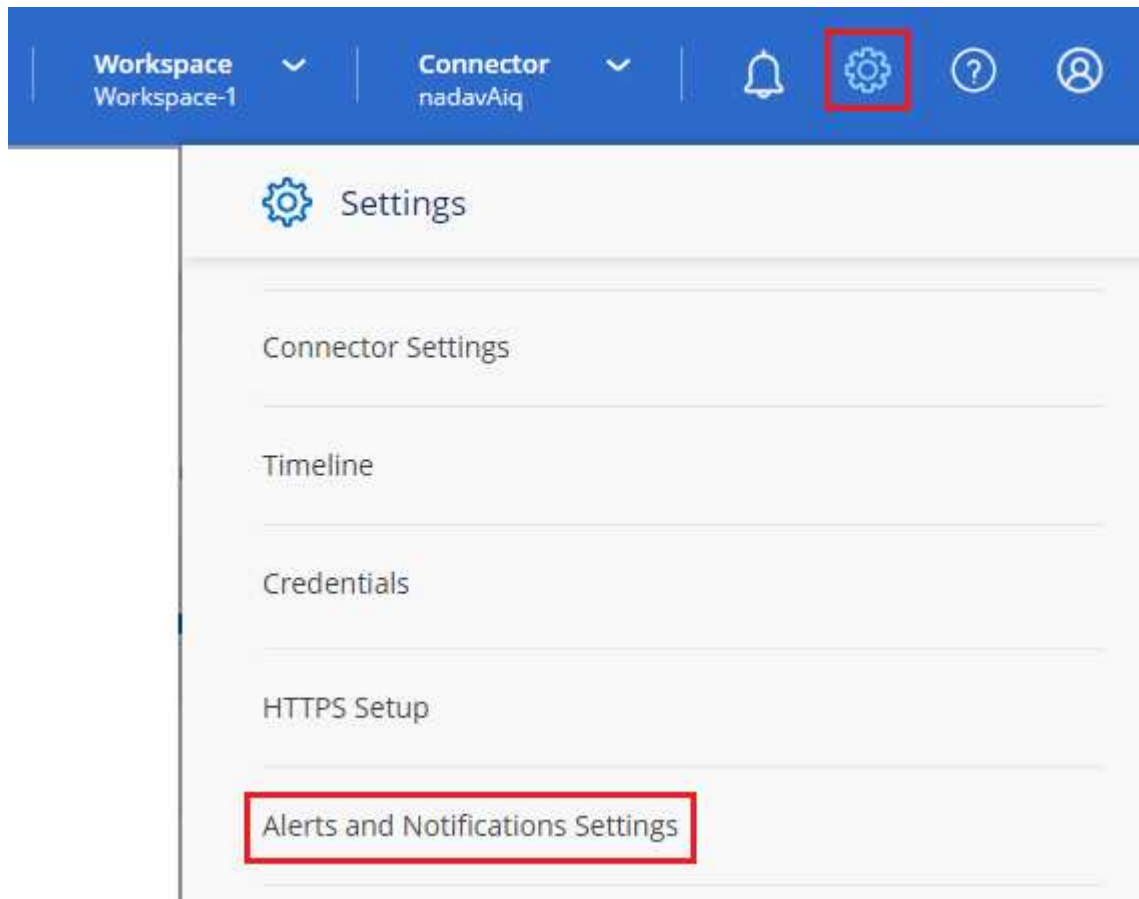 Workspace
Workspace-1
Connector
nadavAiq
Settings
Connector Settings
Timeline
Credentials
HTTPS Setup
Alerts and Notifications Settings